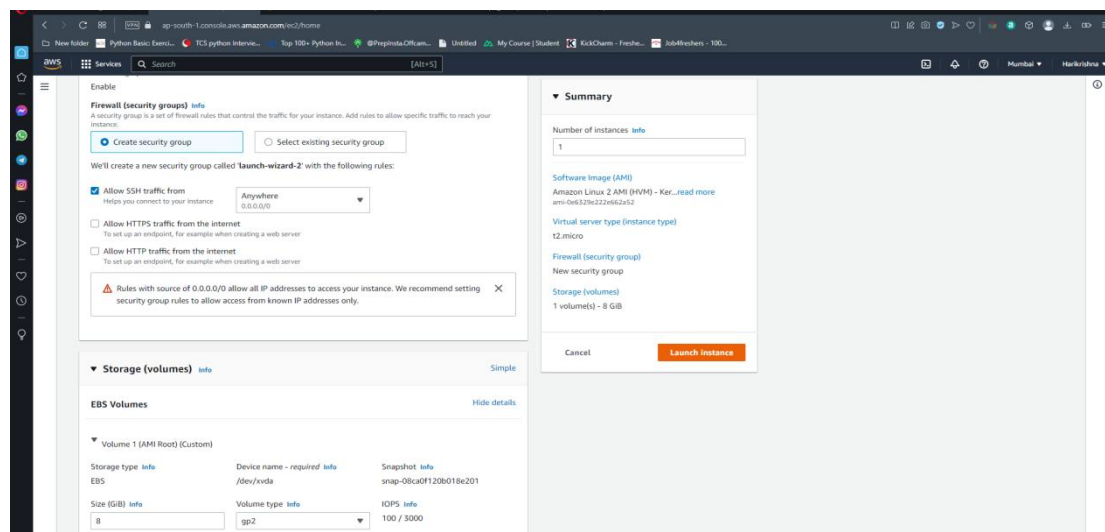 VPN ap-south-1.console.aws.amazon.com/ec2/home
New folder Python Basic Exerci... TCS python Intervie... Top 100+ Python In... @PrepInsta.Offcam... Untitled My Course | Student KickCharm - Freshe... Job4freshers - 100...
aws Services Search [Alt+S] Mumbai Harikrishna
Enable
Firewall (security groups) Info
A security group is a set of firewall rules that control the traffic for your instance. Add rules to allow specific traffic to reach your
instance.
Create security group Select existing security group
We'll create a new security group called 'launch-wizard-2' with the following rules:
Allow SSH traffic from
Helps you connect to your instance
Anywhere
0.0.0.0/0
Allow HTTPS traffic from the internet
To set up an endpoint, for example when creating a web server
Allow HTTP traffic from the internet
To set up an endpoint, for example when creating a web server
Rules with source of 0.0.0.0/0 allow all IP addresses to access your instance. We recommend setting
security group rules to allow access from known IP addresses only.
Storage (volumes) Info Simple
EBS Volumes Hide details
Volume 1 (AMI Root) (Custom)
Storage type Info Device name - required Info Snapshot Info
EBS /dev/xvda snap-08ca0f120b018e201
Size (GiB) Info Volume type Info IOPS Info
8 gp2 100 / 3000
Summary
Number of instances Info
1
Software Image (AMI)
Amazon Linux 2 AMI (HVM) - Ker...read more
ami-0e6329e222e662a52
Virtual server type (instance type)
t2.micro
Firewall (security group)
New security group
Storage (volumes)
1 volume(s) - 8 GiB
Cancel Launch instance